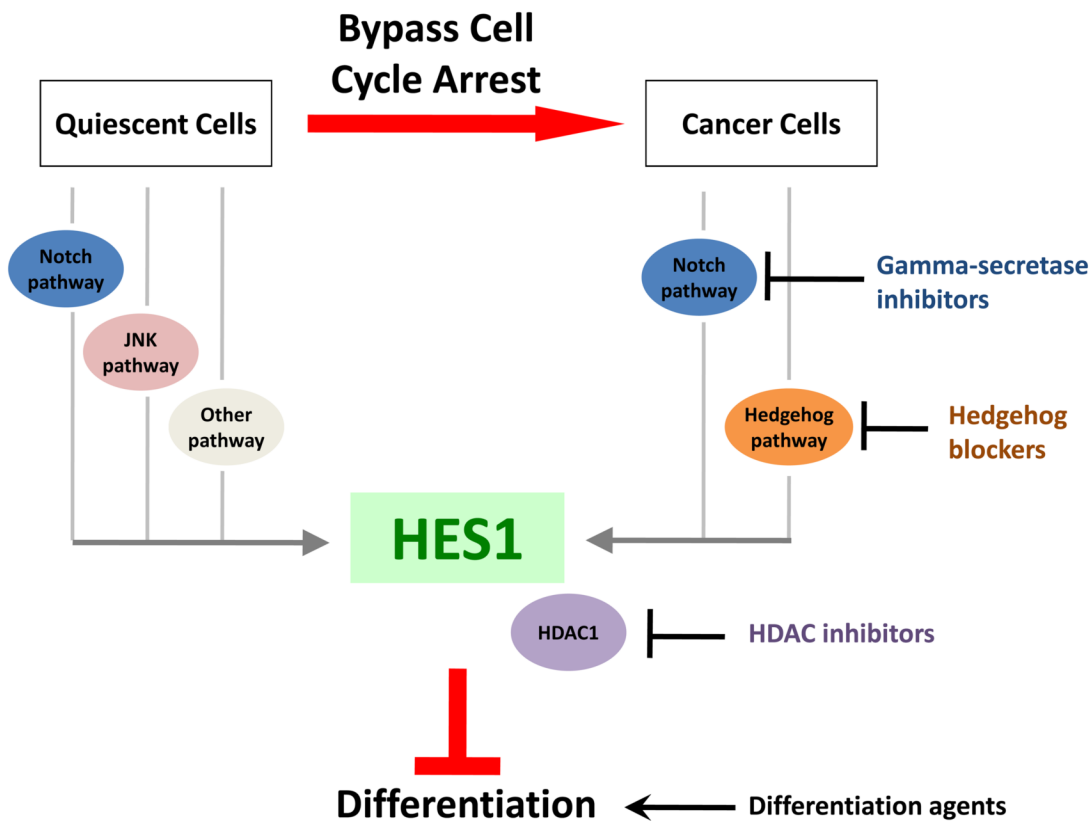 Bypass Cell
Cycle Arrest
Quiescent Cells
Cancer Cells
Notch
pathway
JNK
pathway
Other
pathway
Notch
pathway
Gamma-secretase
inhibitors
Hedgehog
pathway
Hedgehog
blockers
HES1
HDAC1
HDAC inhibitors
Differentiation
Differentiation agents